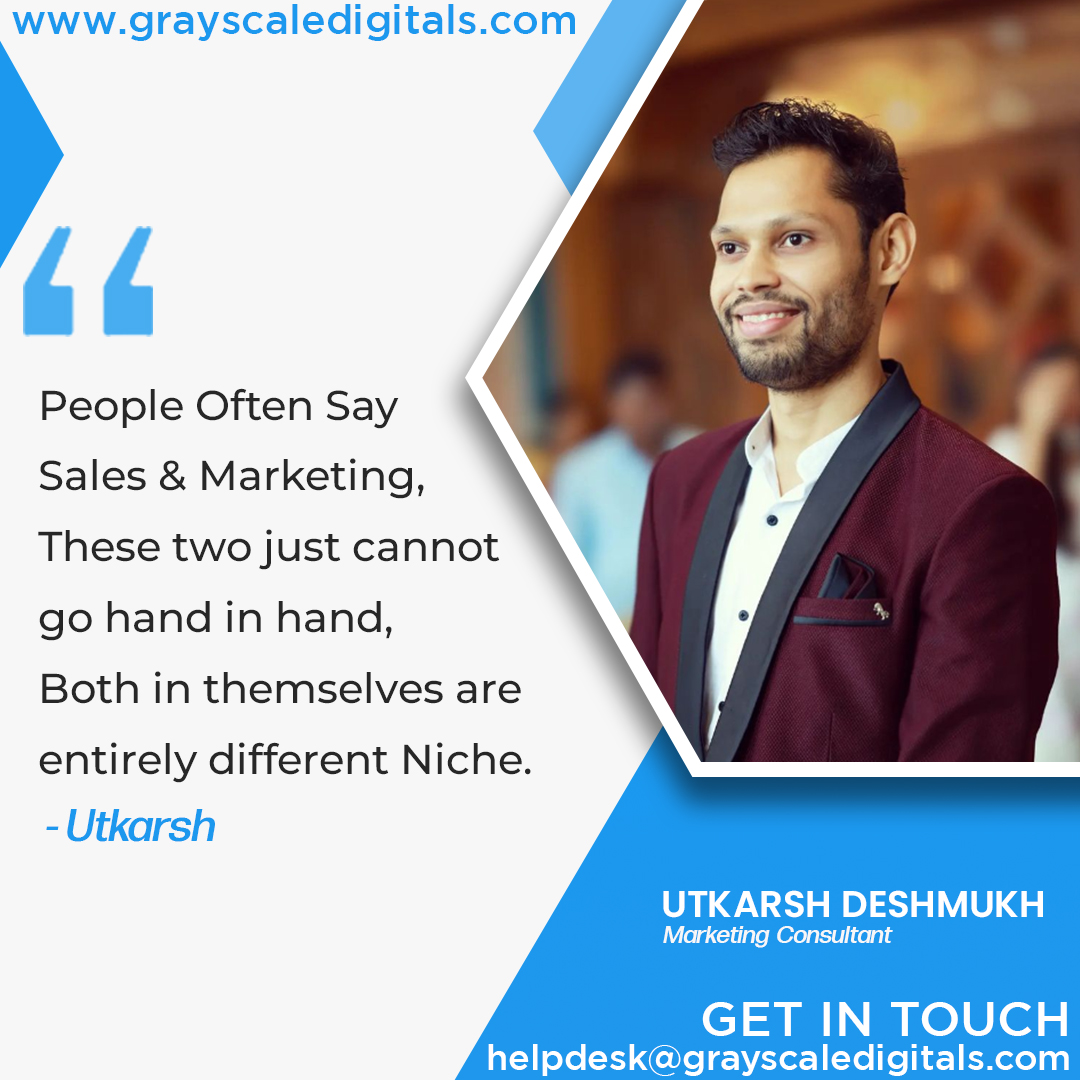 www.grayscaledigitals.com
People Often Say
Sales & Marketing,
These two just cannot
go hand in hand,
Both in themselves are
entirely different Niche.
- Utkarsh
UTKARSH DESHMUKH
Marketing Consultant
GET IN TOUCH
helpdesk@grayscaledigitals.com